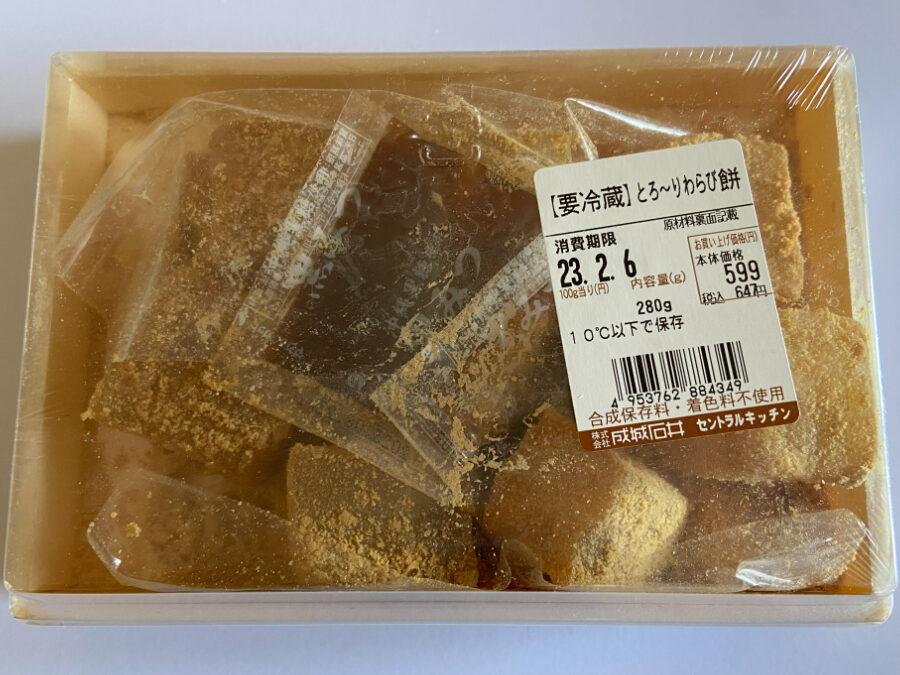 【要冷蔵】とろ～りわらび餅
原材料裏面記載
消費期限
お買い上げ価格(円)
本体価格
23.2.6
599
100g当り(円)
内容量(g)
税込 647円
280g
10℃以下で保存
4 953762 884349
合成保存料・着色料不使用
株式会社 成城石井 セントラルキッチン